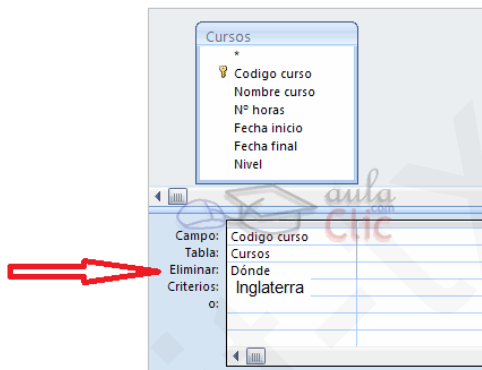 Cursos
*
Codigo curso
Nombre curso
Nº horas
Fecha inicio
Fecha final
Nivel
aula
.com
Clic
Campo: Codigo curso
Tabla: Cursos
Eliminar: Dónde
Criterios: Inglaterra
o: